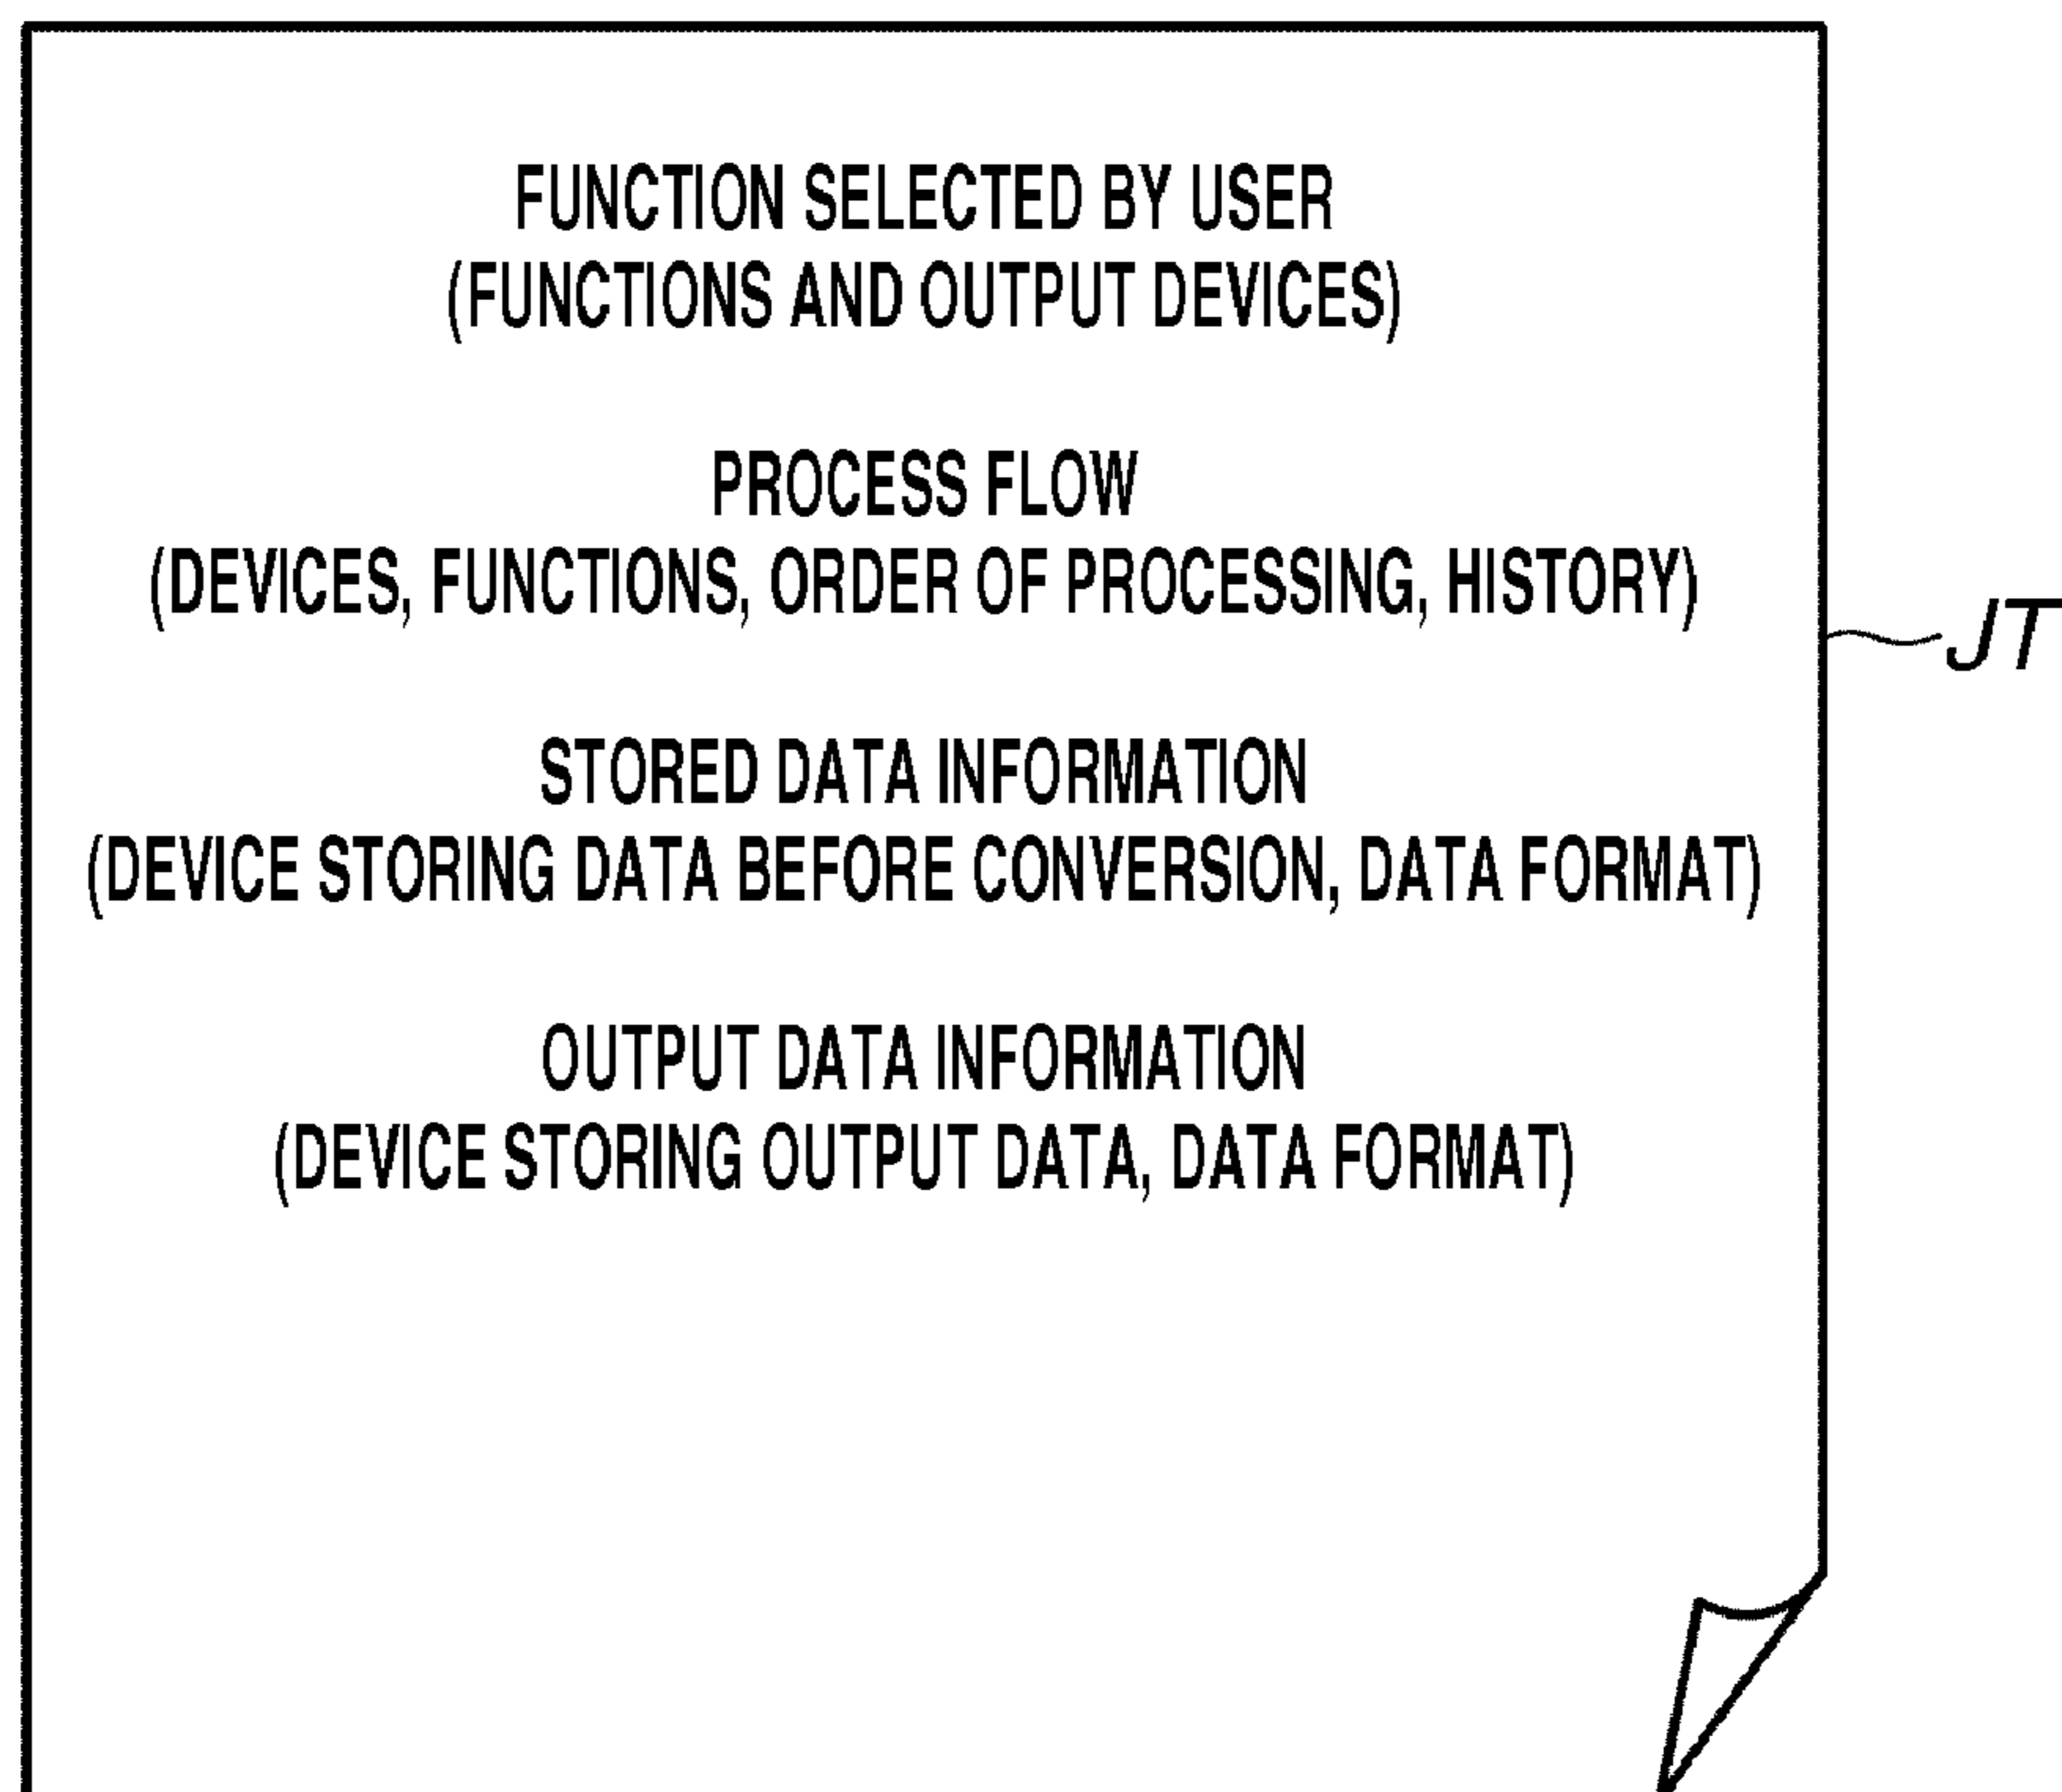 FUNCTION SELECTED BY USER
(FUNCTIONS AND OUTPUT DEVICES)
PROCESS FLOW
(DEVICES, FUNCTIONS, ORDER OF PROCESSING, HISTORY)
JT
STORED DATA INFORMATION
(DEVICE STORING DATA BEFORE CONVERSION, DATA FORMAT)
OUTPUT DATA INFORMATION
(DEVICE STORING OUTPUT DATA, DATA FORMAT)